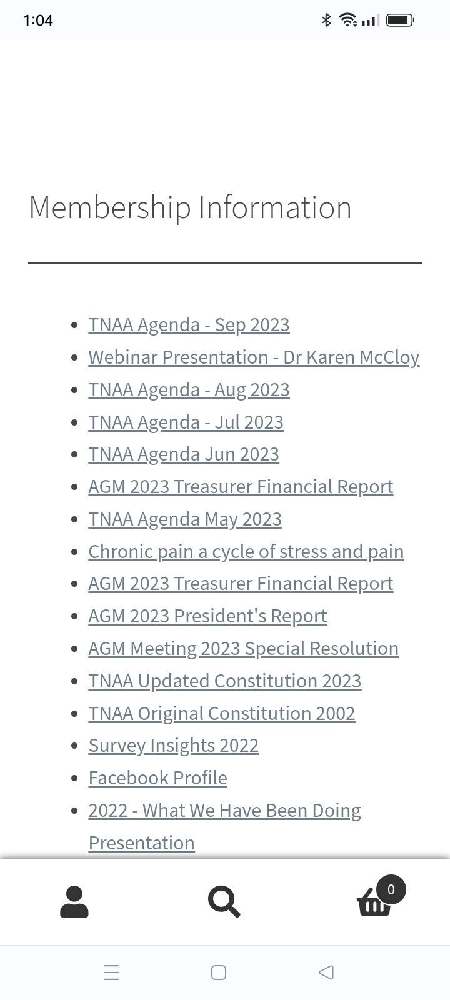 1:04
Membership Information
TNAA Agenda - Sep 2023
Webinar Presentation - Dr Karen McCloy
TNAA Agenda - Aug 2023
TNAA Agenda - Jul 2023
TNAA Agenda Jun 2023
AGM 2023 Treasurer Financial Report
TNAA Agenda May 2023
Chronic pain a cycle of stress and pain
AGM 2023 Treasurer Financial Report
AGM 2023 President's Report
AGM Meeting 2023 Special Resolution
TNAA Updated Constitution 2023
TNAA Original Constitution 2002
Survey Insights 2022
Facebook Profile
2022 - What We Have Been Doing
Presentation
0